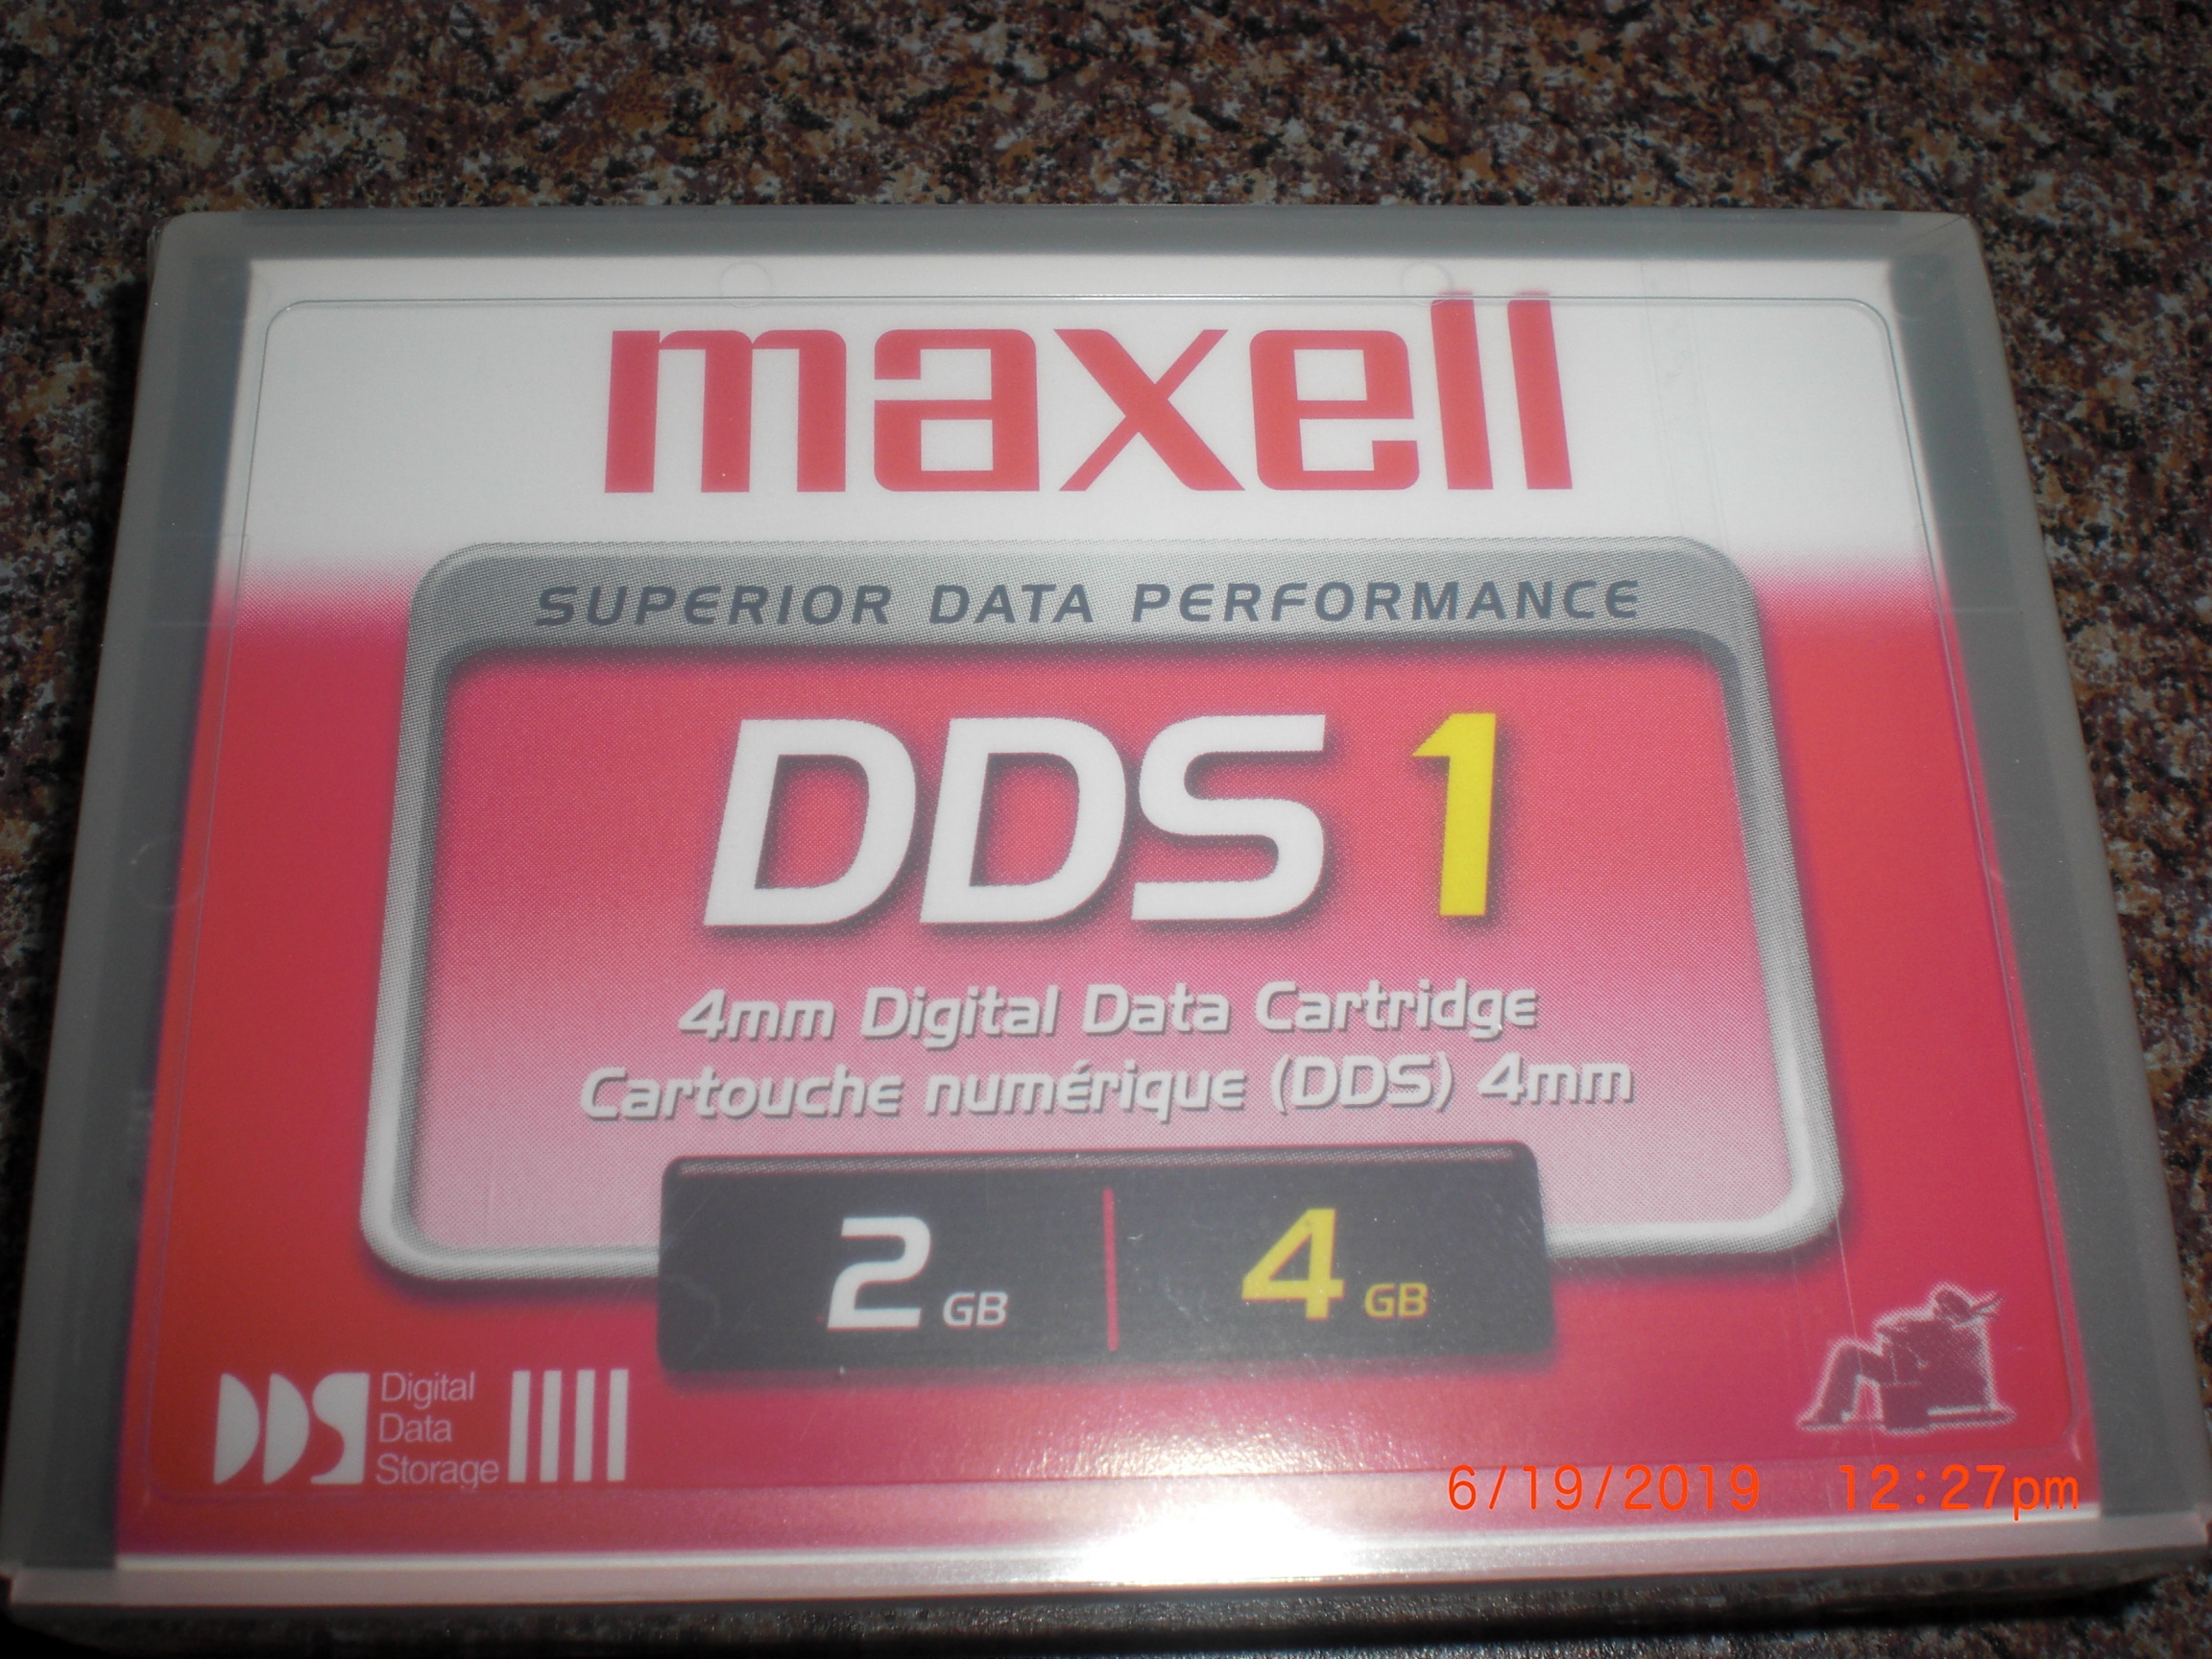 maxell
SUPERIOR DATA PERFORMANCE
DDS 1
4mm Digital Data Cartridge
Cartouche numérique (DDS) 4mm
2 GB | 4 GB
DDS
Digital
Data
Storage
6/19/2019 12:27pm